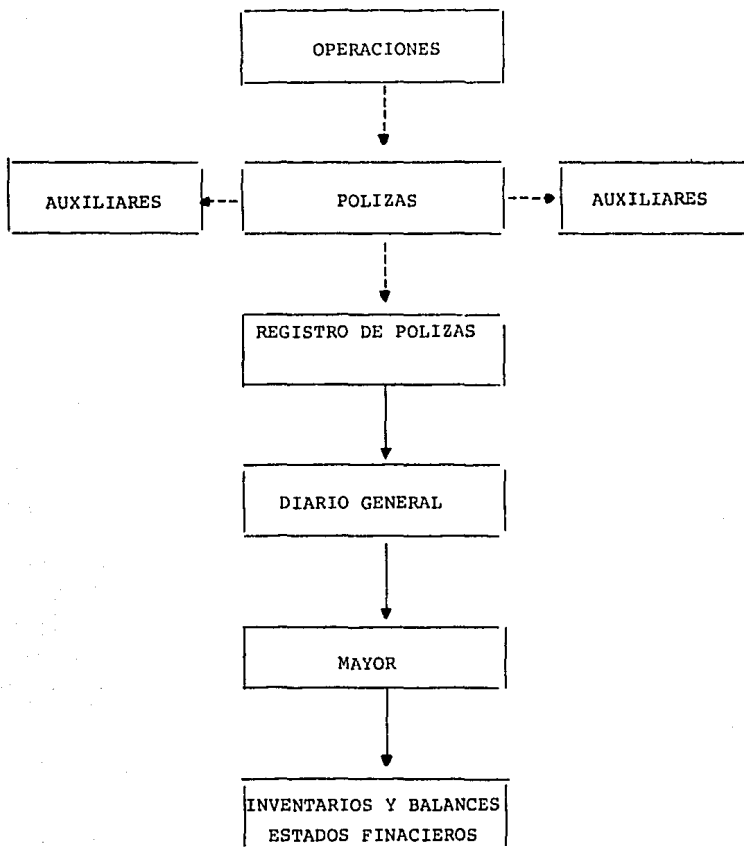 OPERACIONES
AUXILIARES
POLIZAS
AUXILIARES
REGISTRO DE POLIZAS
DIARIO GENERAL
MAYOR
INVENTARIOS Y BALANCES
ESTADOS FINACIEROS